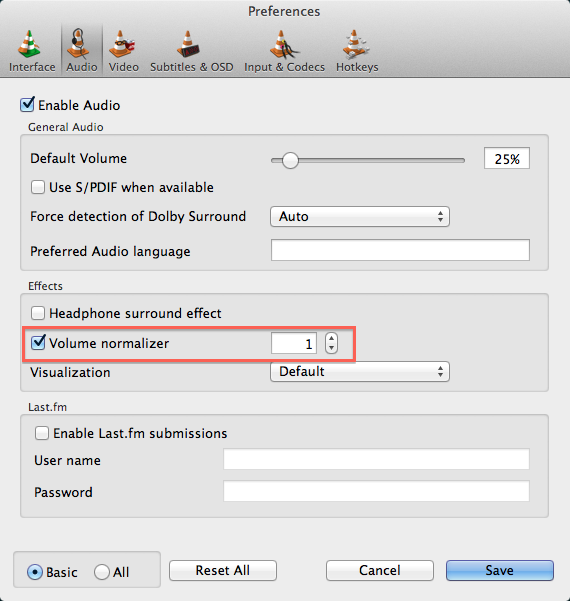 Preferences
Interface Audio Video Subtitles & OSD Input & Codecs Hotkeys
Enable Audio
General Audio
Default Volume 25%
Use S/PDIF when available
Force detection of Dolby Surround Auto
Preferred Audio language
Effects
Headphone surround effect
Volume normalizer 1
Visualization Default
Last.fm
Enable Last.fm submissions
User name
Password
Basic All Reset All Cancel Save